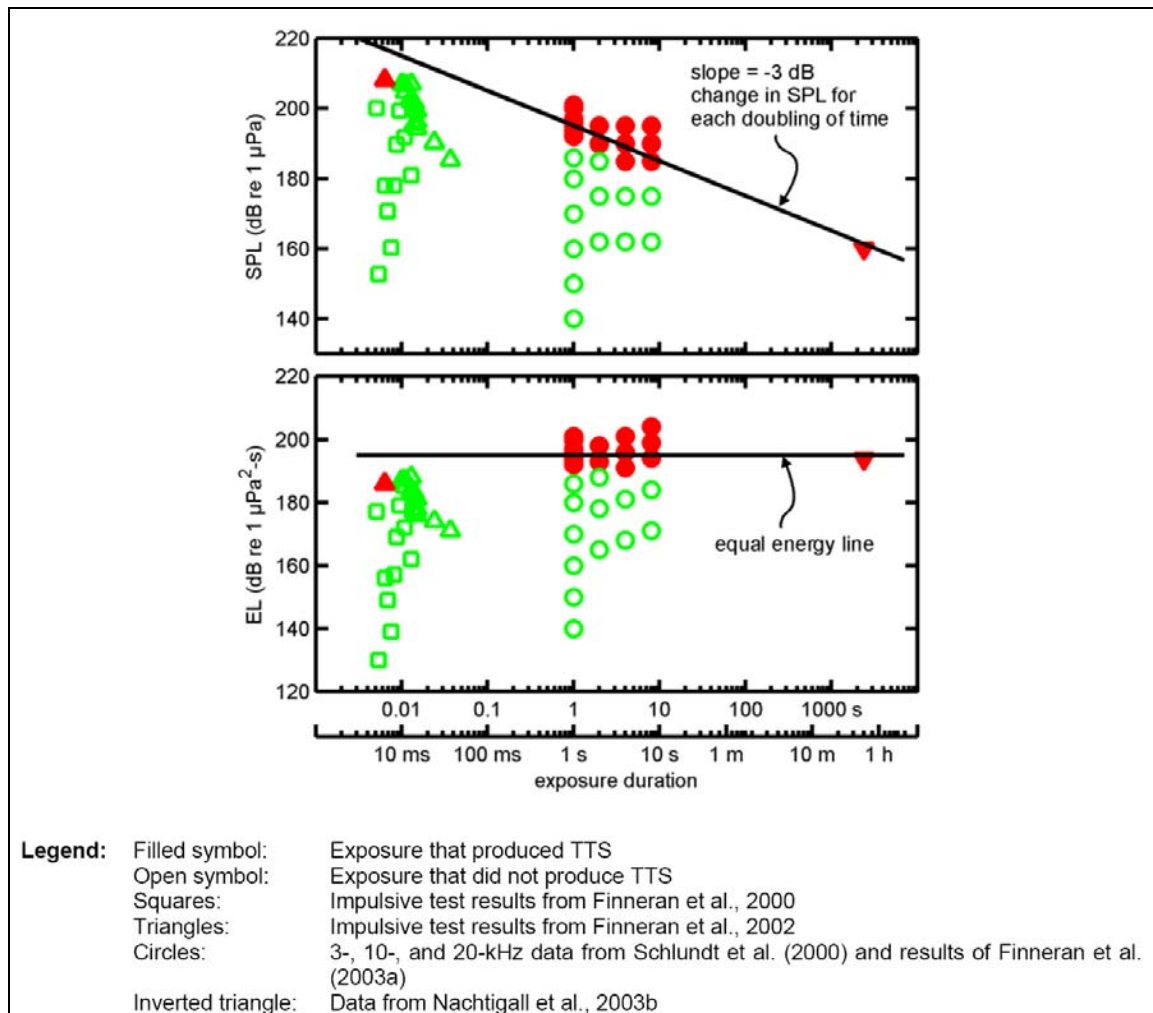 220
200
180
160
140
SPL (dB re 1 µPa)
slope = -3 dB
change in SPL for
each doubling of time
220
200
180
160
140
120
EL (dB re 1 µPa²-s)
equal energy line
0.01 0.1 1 10 100 1000 s
10 ms 100 ms 1 s 10 s 1 m 10 m 1 h
exposure duration
Legend: Filled symbol: Exposure that produced TTS
Open symbol: Exposure that did not produce TTS
Squares: Impulsive test results from Finneran et al., 2000
Triangles: Impulsive test results from Finneran et al., 2002
Circles: 3-, 10-, and 20-kHz data from Schlundt et al. (2000) and results of Finneran et al.
(2003a)
Inverted triangle: Data from Nachtigall et al., 2003b